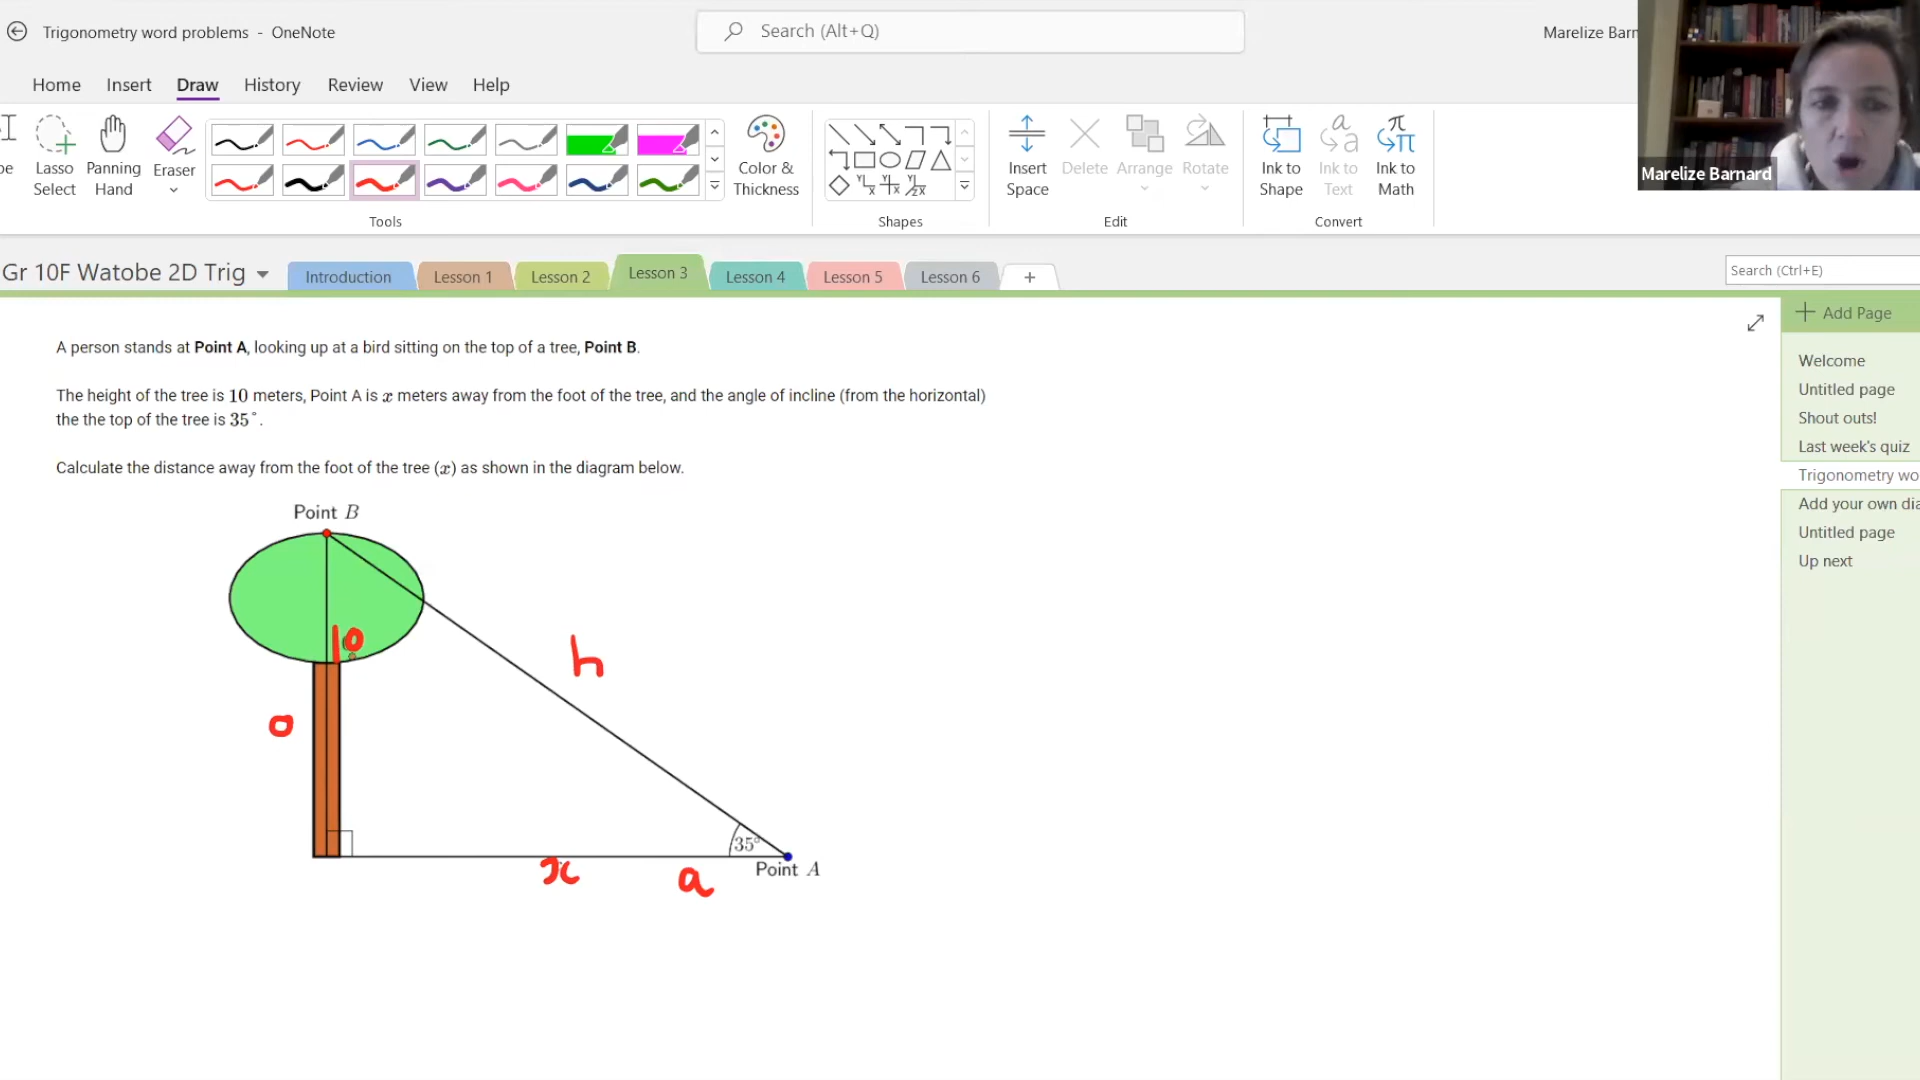 Trigonometry word problems - OneNote
Search (Alt+Q)
Marelize Barn
Home Insert Draw History Review View Help
Lasso Select
Panning Hand
Eraser
Color & Thickness
Insert Space
Delete
Arrange
Rotate
Ink to Shape
Ink to Text
Ink to Math
Marelize Barnard
Tools
Shapes
Edit
Convert
Gr 10F Watobe 2D Trig
Introduction
Lesson 1
Lesson 2
Lesson 3
Lesson 4
Lesson 5
Lesson 6
Search (Ctrl+E)
A person stands at Point A, looking up at a bird sitting on the top of a tree, Point B.
The height of the tree is 10 meters, Point A is x meters away from the foot of the tree, and the angle of incline (from the horizontal)
the the top of the tree is 35°.
Calculate the distance away from the foot of the tree (x) as shown in the diagram below.
Point B
10
h
o
35°
Point A
x
a
Add Page
Welcome
Untitled page
Shout outs!
Last week's quiz
Trigonometry wo
Add your own dia
Untitled page
Up next